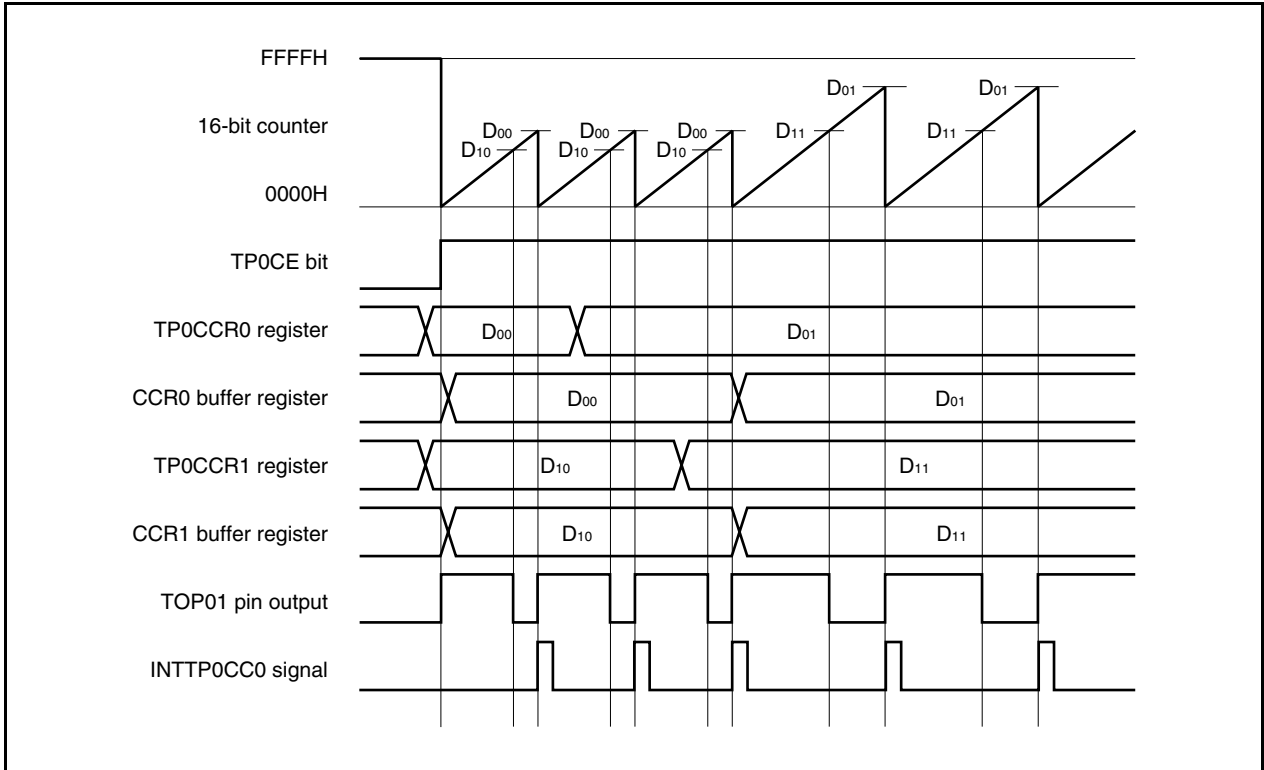 FFFFH
16-bit counter
0000H
D00 D00 D00 D01 D01
D10 D10 D10 D11 D11
TP0CE bit
TP0CCR0 register D00 D01
CCR0 buffer register D00 D01
TP0CCR1 register D10 D11
CCR1 buffer register D10 D11
TOP01 pin output
INTTP0CC0 signal